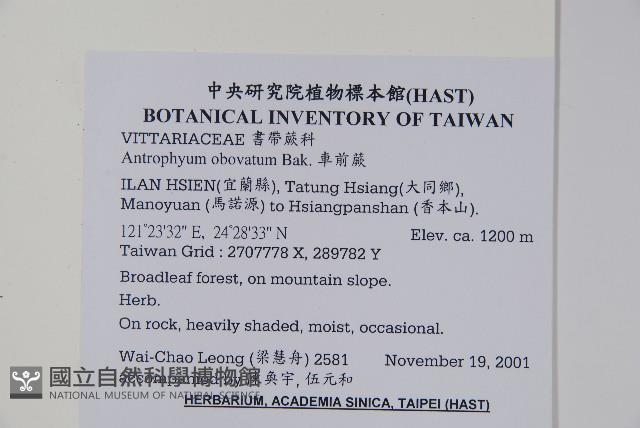 中央研究院植物標本館(HAST)
BOTANICAL INVENTORY OF TAIWAN
VITTARIACEAE 書帶蕨科
Antrophyum obovatum Bak. 車前蕨
ILAN HSIEN(宜蘭縣), Tatung Hsiang(大同鄉),
Manoyuan (馬諾源) to Hsiangpanshan (香本山).
121°23'32" E, 24°28'33" N Elev. ca. 1200 m
Taiwan Grid : 2707778 X, 289782 Y
Broadleaf forest, on mountain slope.
Herb.
On rock, heavily shaded, moist, occasional.
Wai-Chao Leong (梁慧舟) 2581 November 19, 2001
accompanied by 奐宇, 伍元和
HERBARIUM, ACADEMIA SINICA, TAIPEI (HAST)
國立自然科學博物館
NATIONAL MUSEUM OF NATURAL SCIENCE